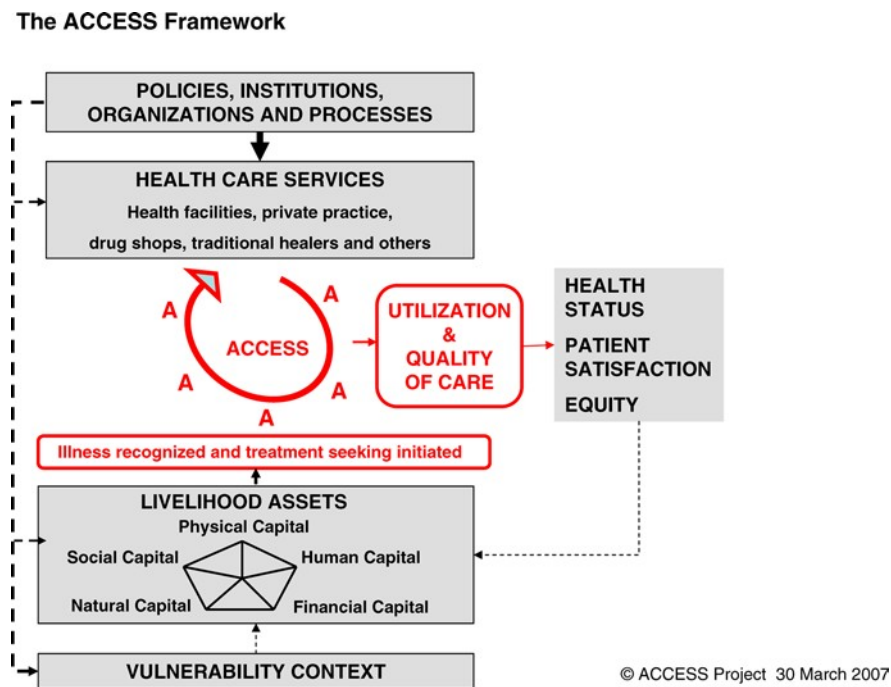 The ACCESS Framework
POLICIES, INSTITUTIONS,
ORGANIZATIONS AND PROCESSES
HEALTH CARE SERVICES
Health facilities, private practice,
drug shops, traditional healers and others
A
A
A
ACCESS
A
A
UTILIZATION
&
QUALITY
OF CARE
HEALTH
STATUS
PATIENT
SATISFACTION
EQUITY
Illness recognized and treatment seeking initiated
LIVELIHOOD ASSETS
Physical Capital
Social Capital
Human Capital
Natural Capital
Financial Capital
VULNERABILITY CONTEXT
© ACCESS Project 30 March 2007